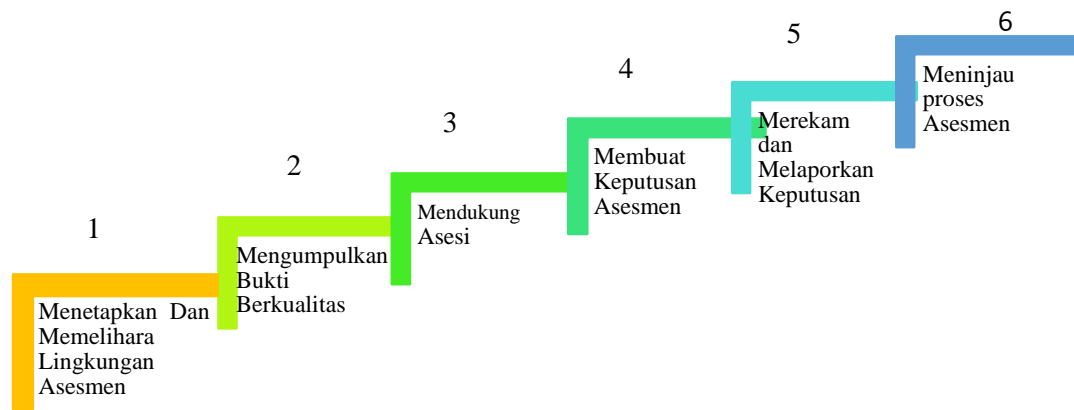 1
Menetapkan Dan
Memelihara
Lingkungan
Asesmen
2
Mengumpulkan
Bukti
Berkualitas
3
Mendukung
Asesi
4
Membuat
Keputusan
Asesmen
5
Merekam
dan
Melaporkan
Keputusan
6
Meninjau
proses
Asesmen